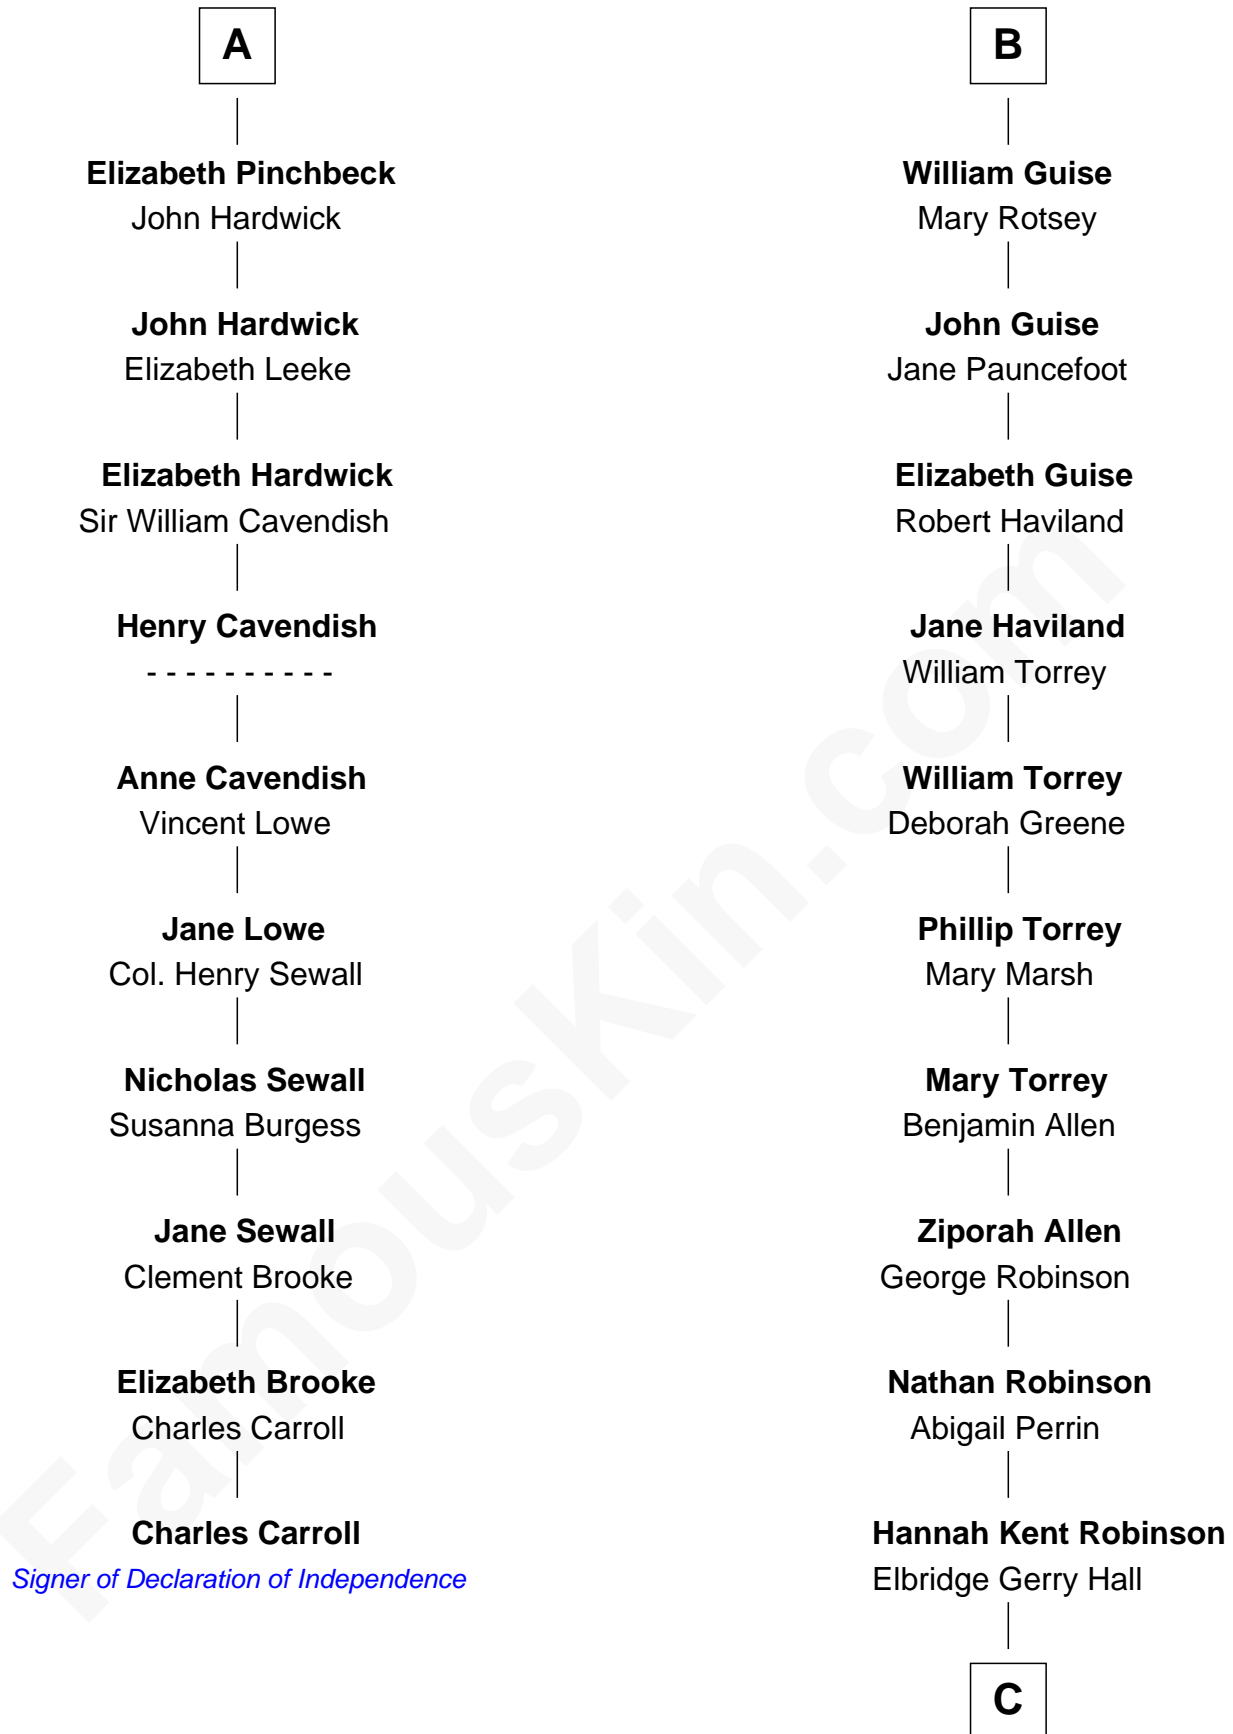 A
Elizabeth Pinchbeck
John Hardwick
John Hardwick
Elizabeth Leeke
Elizabeth Hardwick
Sir William Cavendish
Henry Cavendish
- - - - - - - - - -
Anne Cavendish
Vincent Lowe
Jane Lowe
Col. Henry Sewall
Nicholas Sewall
Susanna Burgess
Jane Sewall
Clement Brooke
Elizabeth Brooke
Charles Carroll
Charles Carroll
Signer of Declaration of Independence
B
William Guise
Mary Rotsey
John Guise
Jane Pauncefoot
Elizabeth Guise
Robert Haviland
Jane Haviland
William Torrey
William Torrey
Deborah Greene
Phillip Torrey
Mary Marsh
Mary Torrey
Benjamin Allen
Ziporah Allen
George Robinson
Nathan Robinson
Abigail Perrin
Hannah Kent Robinson
Elbridge Gerry Hall
C
FamousKin.com